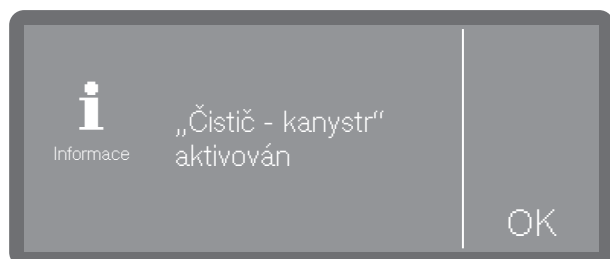 Informace
„Čistič - kanystr“
aktivován
OK